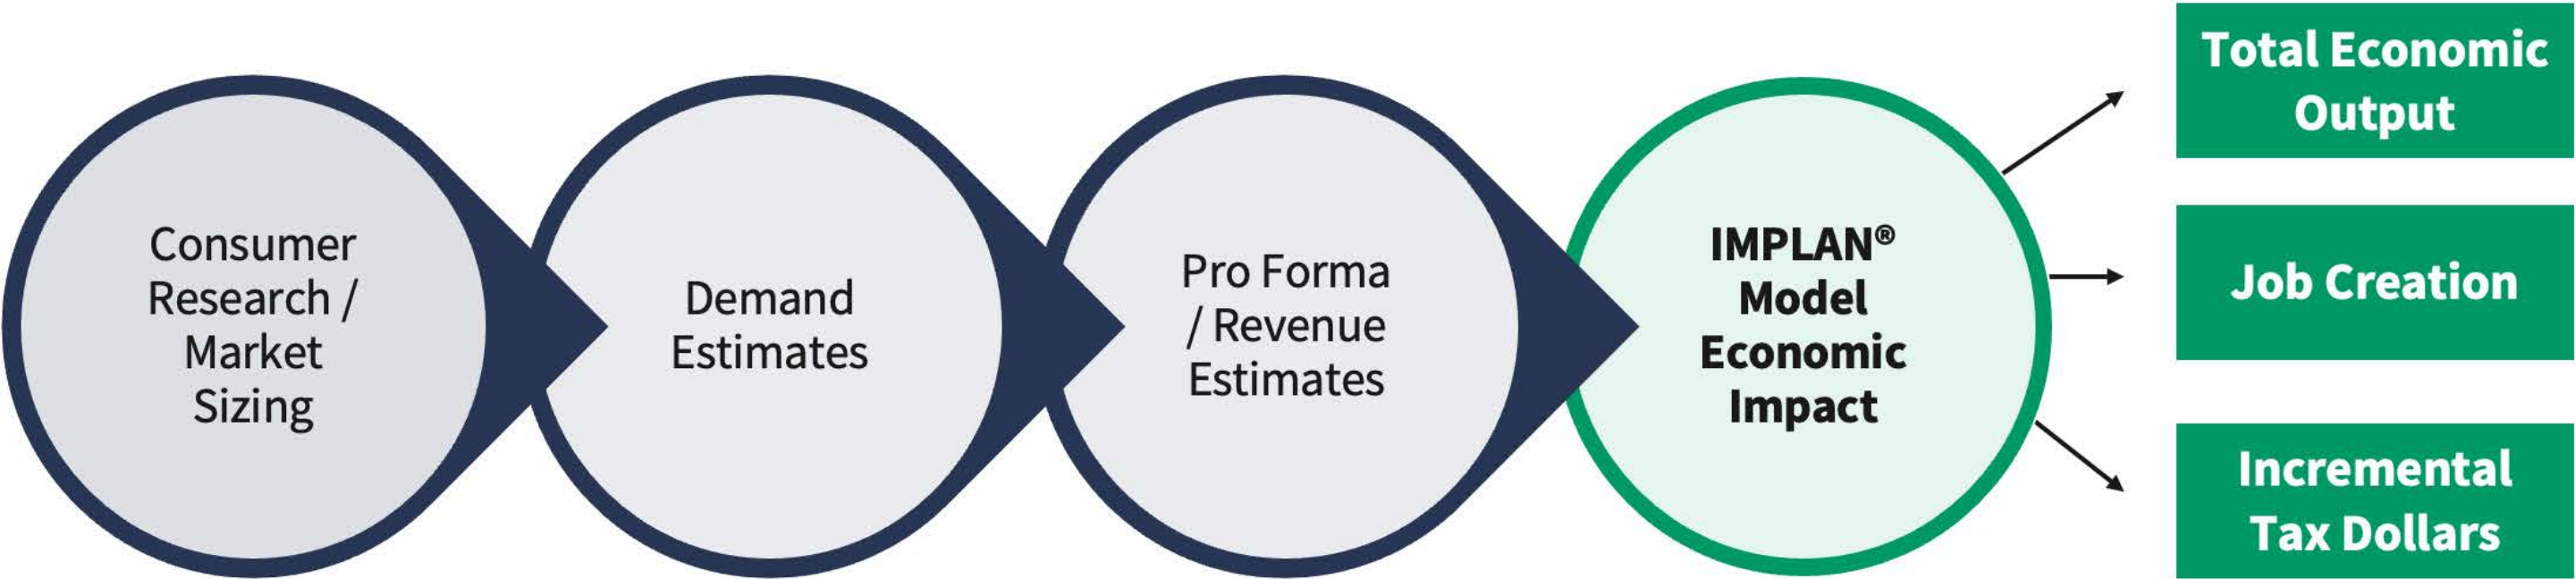 Consumer
Research /
Market
Sizing
Demand
Estimates
Pro Forma
/ Revenue
Estimates
IMPLAN®
Model
Economic
Impact
Total Economic
Output
Job Creation
Incremental
Tax Dollars